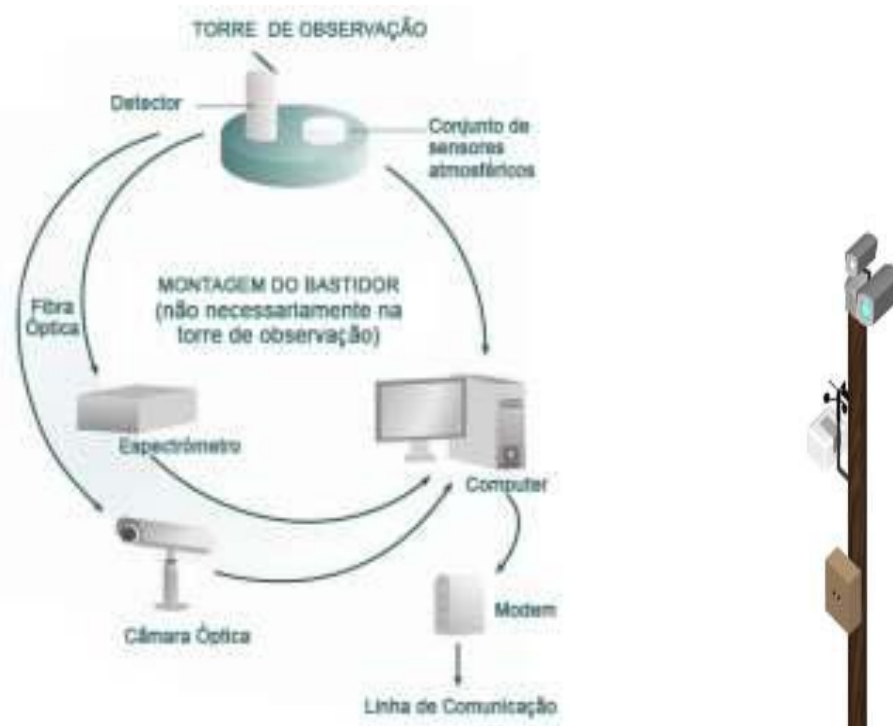 TORRE DE OBSERVAÇÃO
Detector
Conjunto de
sensores
atmosféricos
MONTAGEM DO BASTIDOR
(não necessariamente na
torre de observação)
Fibra
Óptica
Espectrómetro
Computer
Câmara Óptica
Modem
Linha de Comunicação